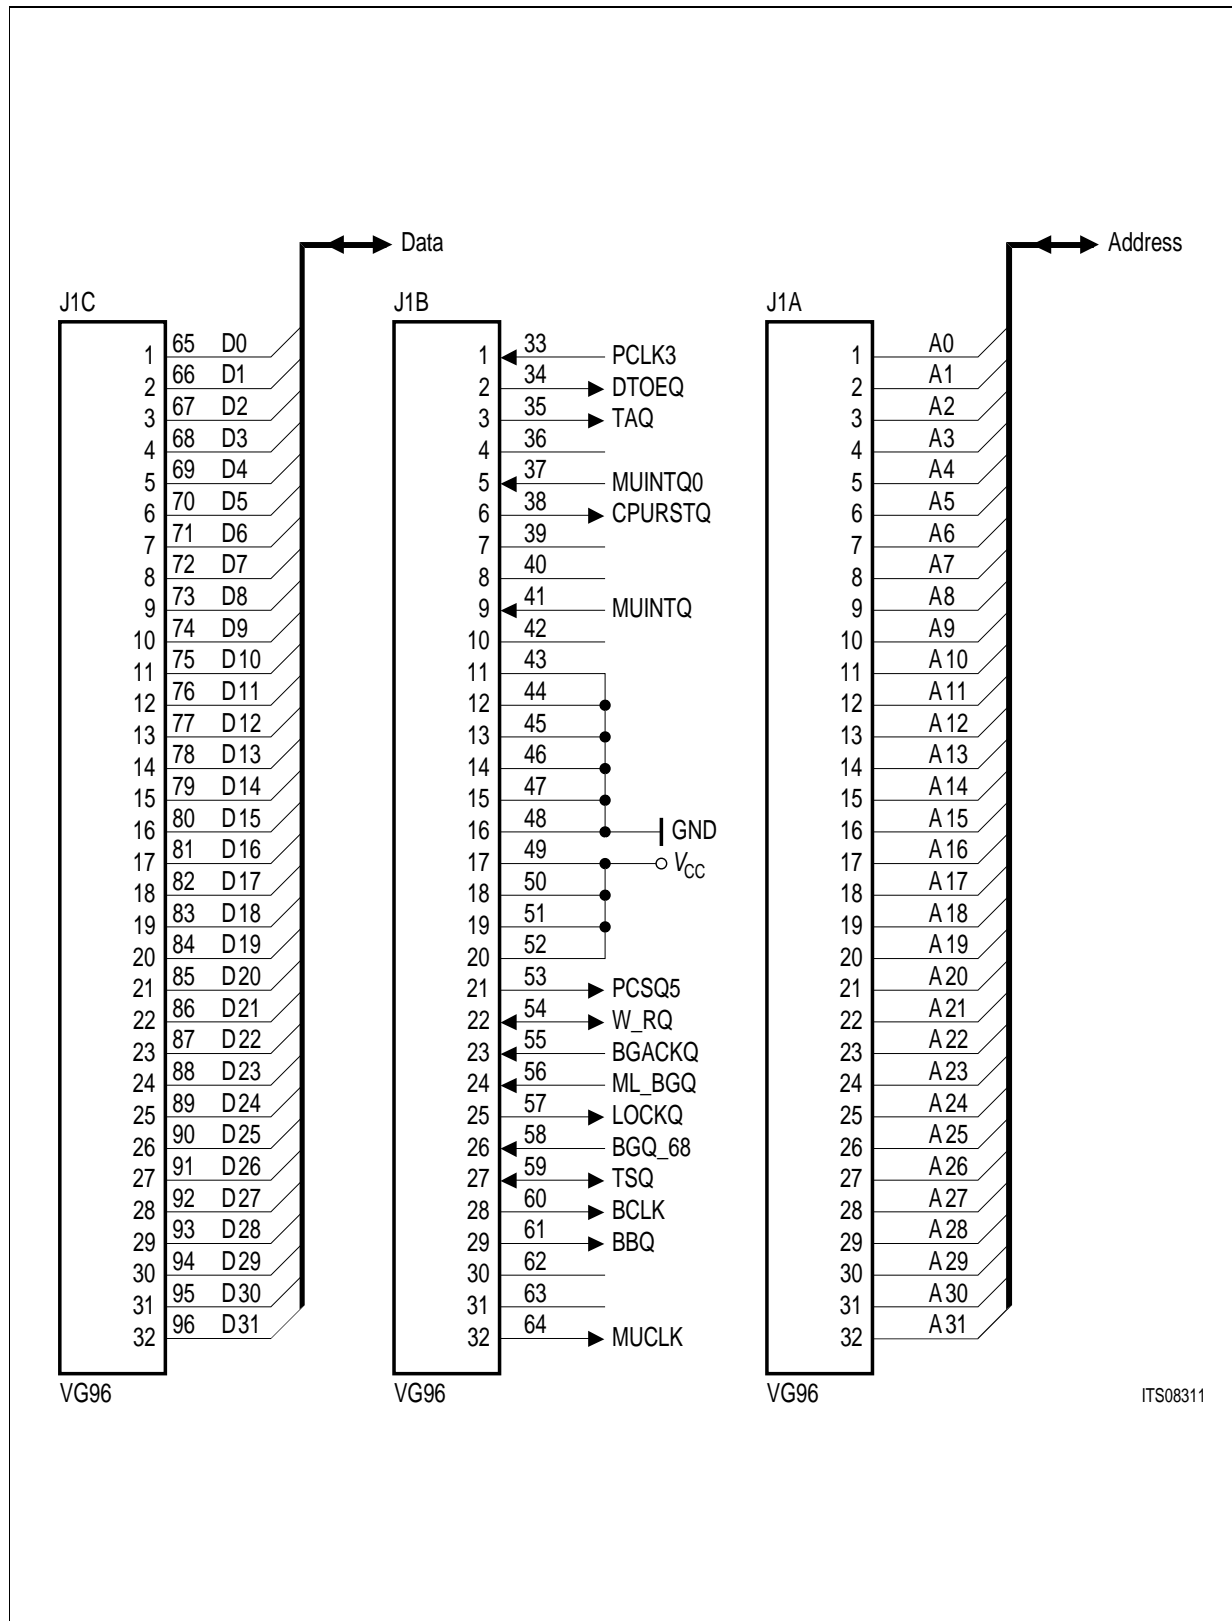 Data
Address
J1C
J1B
J1A
1 65 D0
2 66 D1
3 67 D2
4 68 D3
5 69 D4
6 70 D5
7 71 D6
8 72 D7
9 73 D8
10 74 D9
11 75 D10
12 76 D11
13 77 D12
14 78 D13
15 79 D14
16 80 D15
17 81 D16
18 82 D17
19 83 D18
20 84 D19
21 85 D20
22 86 D21
23 87 D22
24 88 D23
25 89 D24
26 90 D25
27 91 D26
28 92 D27
29 93 D28
30 94 D29
31 95 D30
32 96 D31
VG96
1 33 PCLK3
2 34 DTOEQ
3 35 TAQ
4 36
5 37 MUINTQ0
6 38 CPURSTQ
7 39
8 40
9 41 MUINTQ
10 42
11 43
12 44
13 45
14 46
15 47
16 48 GND
17 49 VCC
18 50
19 51
20 52
21 53 PCSQ5
22 54 W_RQ
23 55 BGACKQ
24 56 ML_BGQ
25 57 LOCKQ
26 58 BGQ_68
27 59 TSQ
28 60 BCLK
29 61 BBQ
30 62
31 63
32 64 MUCLK
VG96
1 A0
2 A1
3 A2
4 A3
5 A4
6 A5
7 A6
8 A7
9 A8
10 A9
11 A10
12 A11
13 A12
14 A13
15 A14
16 A15
17 A16
18 A17
19 A18
20 A19
21 A20
22 A21
23 A22
24 A23
25 A24
26 A25
27 A26
28 A27
29 A28
30 A29
31 A30
32 A31
VG96
ITS08311